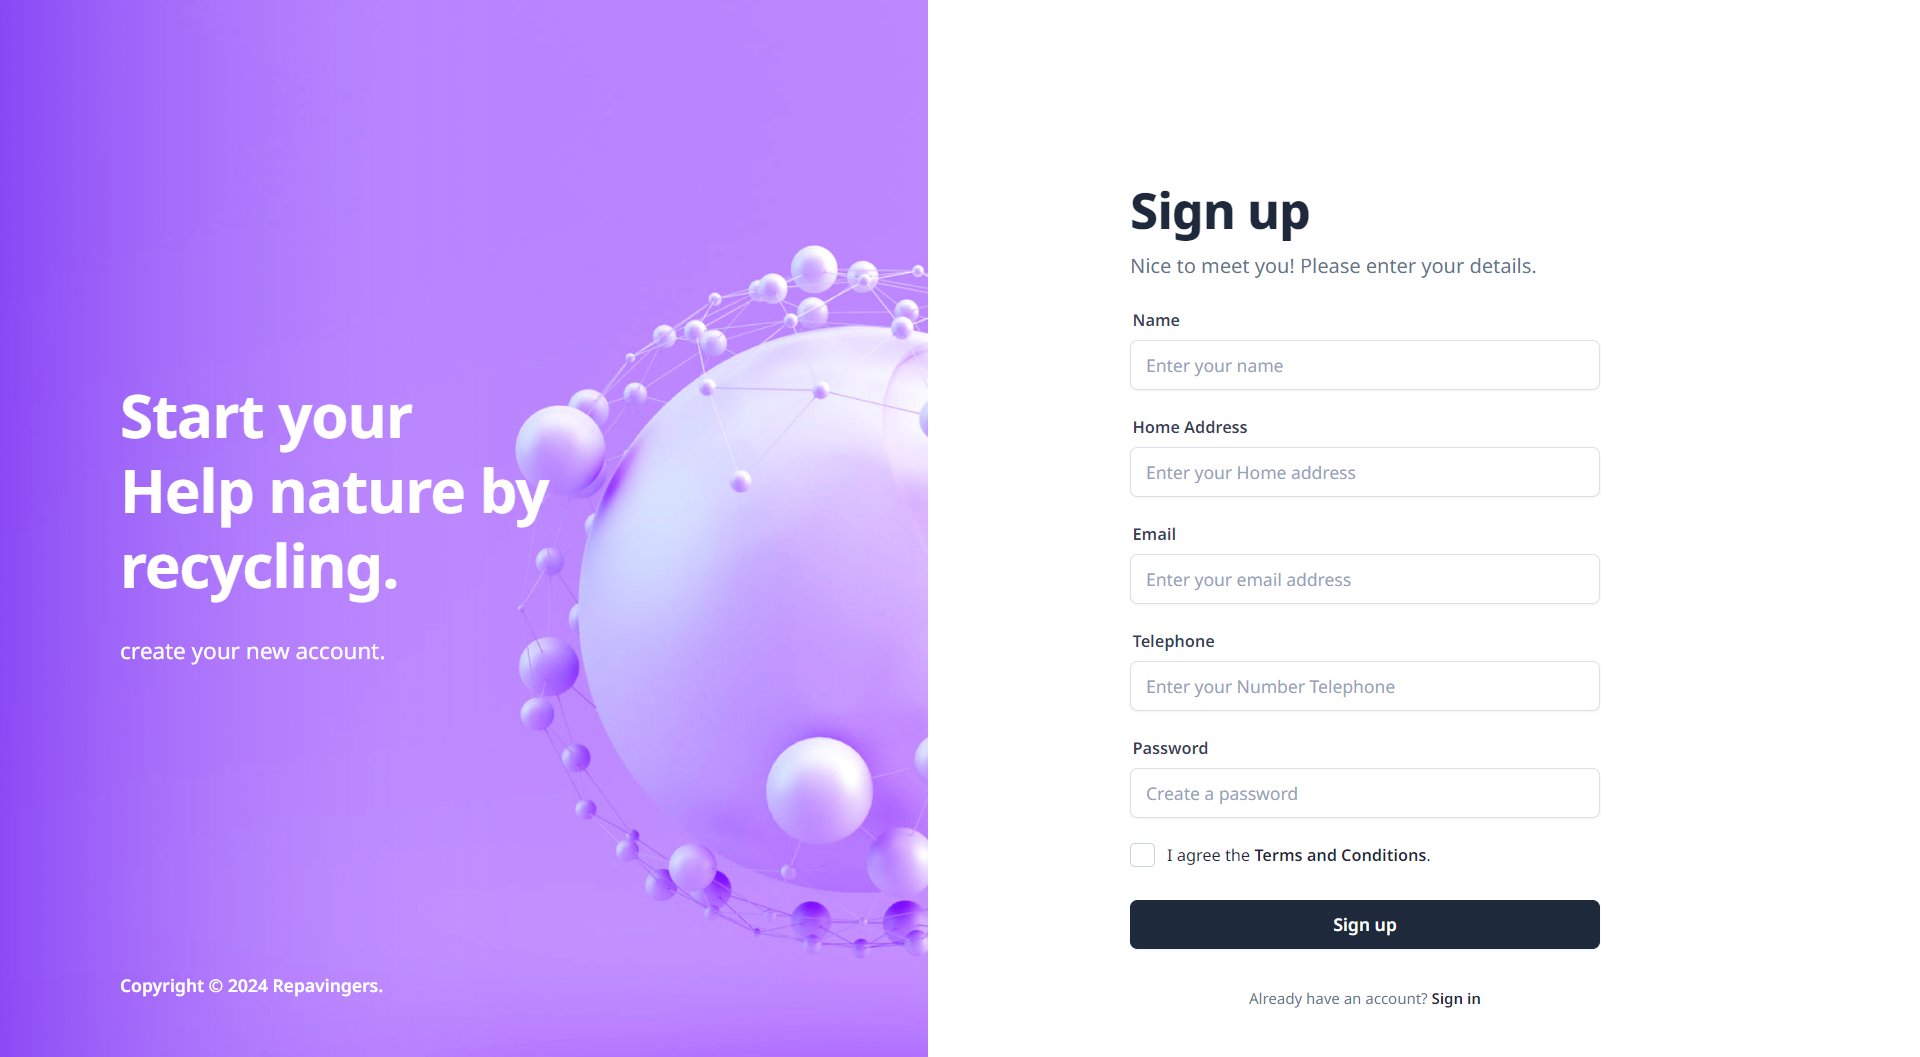 Start your
Help nature by
recycling.
create your new account.
Copyright © 2024 Repavingers.
Sign up
Nice to meet you! Please enter your details.
Name
Enter your name
Home Address
Enter your Home address
Email
Enter your email address
Telephone
Enter your Number Telephone
Password
Create a password
I agree the Terms and Conditions.
Sign up
Already have an account? Sign in